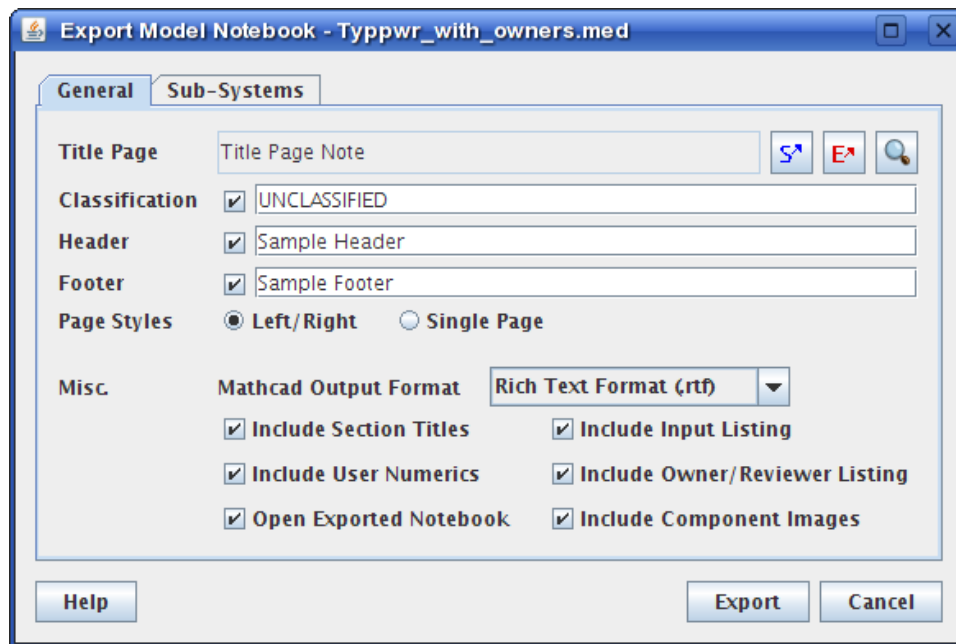 Export Model Notebook - Typpwr_with_owners.med
General Sub-Systems
Title Page Title Page Note S E
Classification UNCLASSIFIED
Header Sample Header
Footer Sample Footer
Page Styles Left/Right Single Page
Misc. Mathcad Output Format Rich Text Format (.rtf)
Include Section Titles Include Input Listing
Include User Numerics Include Owner/Reviewer Listing
Open Exported Notebook Include Component Images
Help Export Cancel